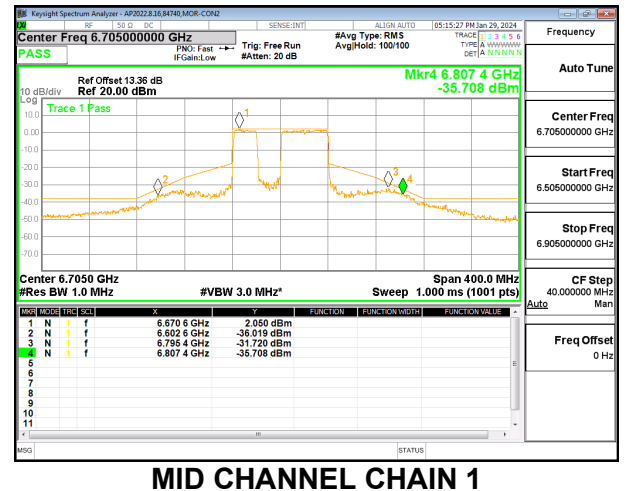 Keysight Spectrum Analyzer - AP2022.8.16,84740,MOR-CON2
RF 50 Ω DC SENSE:INT ALIGN AUTO 05:15:27 PM Jan 29, 2024
Center Freq 6.705000000 GHz
#Avg Type: RMS
TRACE 1 2 3 4 5 6
PASS
PNO: Fast
Trig: Free Run
Avg|Hold: 100/100
TYPE A WWWWW
IFGain:Low
#Atten: 20 dB
DET A N N N N N
Ref Offset 13.36 dB
Mkr4 6.807 4 GHz
10 dB/div
Ref 20.00 dBm
-35.708 dBm
Log
Trace 1 Pass
10.0
0.00
-10.0
-20.0
-30.0
-40.0
-50.0
-60.0
-70.0
1
2
3
4
Center 6.7050 GHz
Span 400.0 MHz
#Res BW 1.0 MHz
#VBW 3.0 MHz*
Sweep 1.000 ms (1001 pts)
MKR MODE TRC SCL X Y FUNCTION FUNCTION WIDTH FUNCTION VALUE
1 N 1 f 6.670 6 GHz 2.050 dBm
2 N 1 f 6.602 6 GHz -36.019 dBm
3 N 1 f 6.795 4 GHz -31.720 dBm
4 N 1 f 6.807 4 GHz -35.708 dBm
5
6
7
8
9
10
11
MSG
STATUS
Frequency
Auto Tune
Center Freq
6.705000000 GHz
Start Freq
6.505000000 GHz
Stop Freq
6.905000000 GHz
CF Step
40.000000 MHz
Auto Man
Freq Offset
0 Hz
MID CHANNEL CHAIN 1